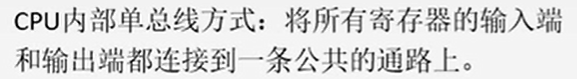 CPU内部单总线方式：将所有寄存器的输入端
和输出端都连接到一条公共的通路上。